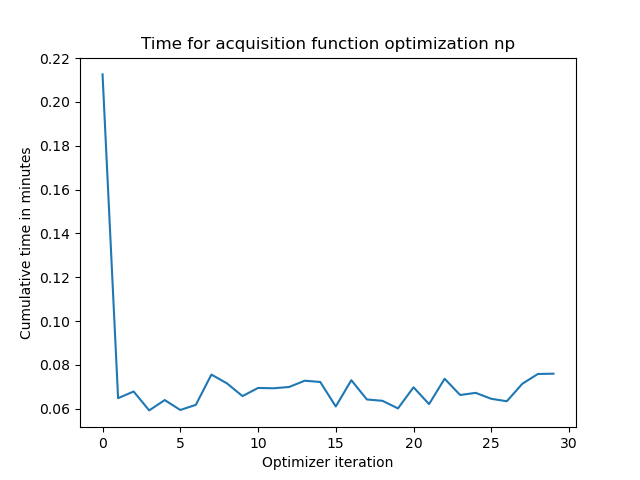 Time for acquisition function optimization np
Cumulative time in minutes
0.22
0.20
0.18
0.16
0.14
0.12
0.10
0.08
0.06
0 5 10 15 20 25 30
Optimizer iteration